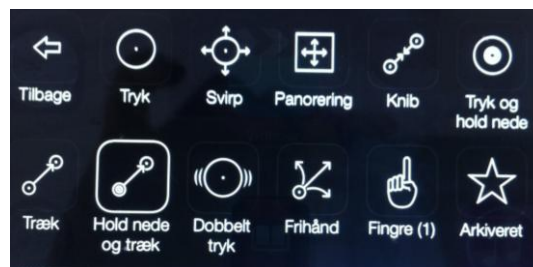 Tilbage
Tryk
Svirp
Panorering
Knib
Tryk og
hold nede
Træk
Hold nede
og træk
Dobbelt
tryk
Frihånd
Fingre (1)
Arkiveret